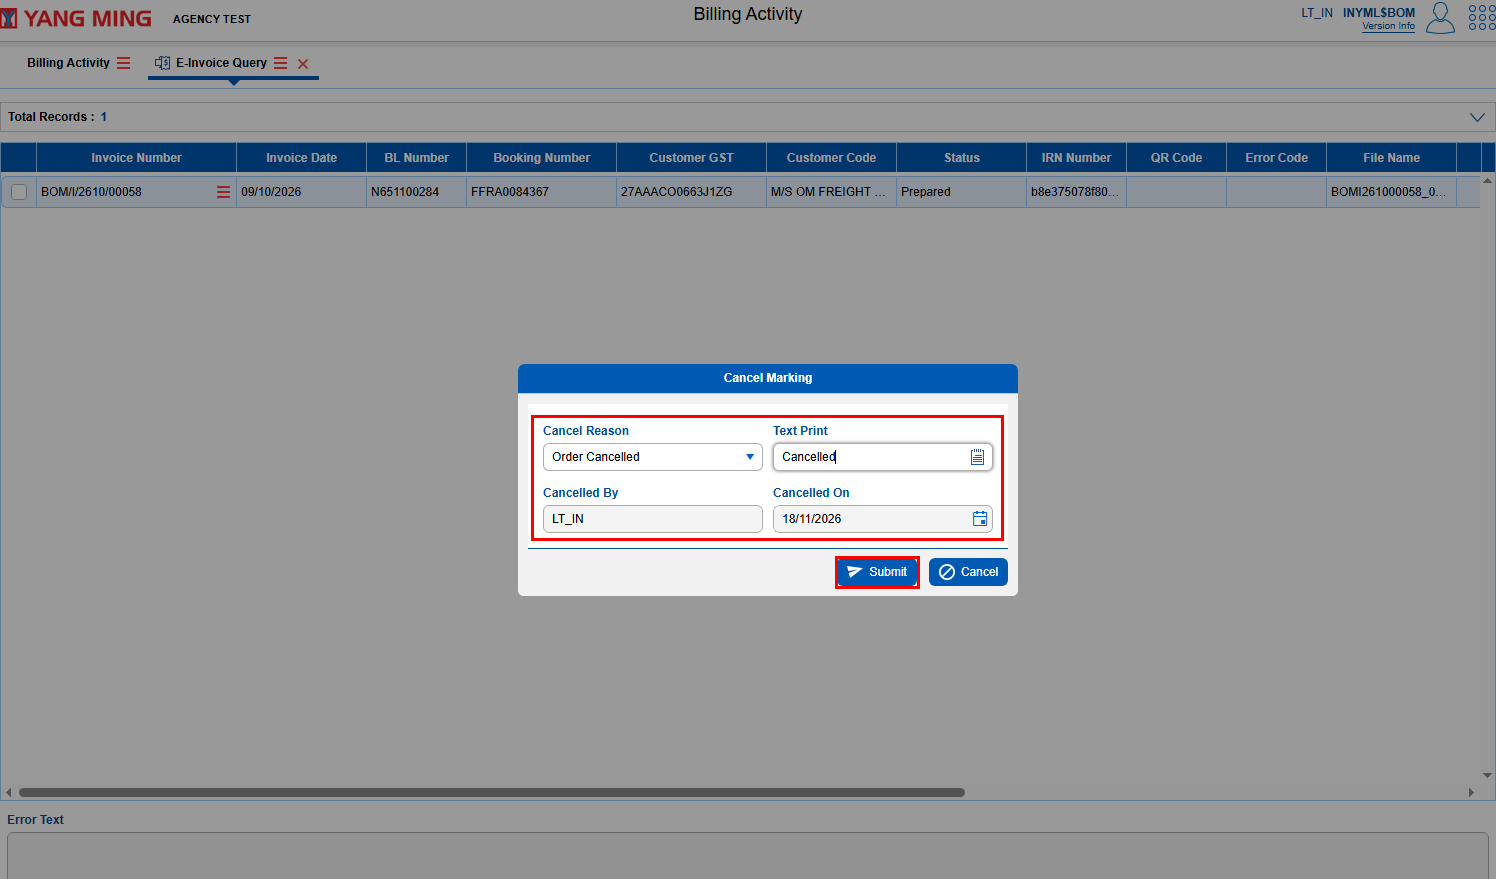 YANG MING
AGENCY TEST
Billing Activity
LT_IN INYML$BOM
Version Info
Billing Activity
E-Invoice Query
Total Records : 1
Invoice Number Invoice Date BL Number Booking Number Customer GST Customer Code Status IRN Number QR Code Error Code File Name
BOM/I/2610/00058 09/10/2026 N651100284 FFRA0084367 27AAACO0663J1ZG M/S OM FREIGHT ... Prepared b8e375078f80... BOMI261000058_0...
Cancel Marking
Cancel Reason Text Print
Order Cancelled Cancelled
Cancelled By Cancelled On
LT_IN 18/11/2026
Submit Cancel
Error Text